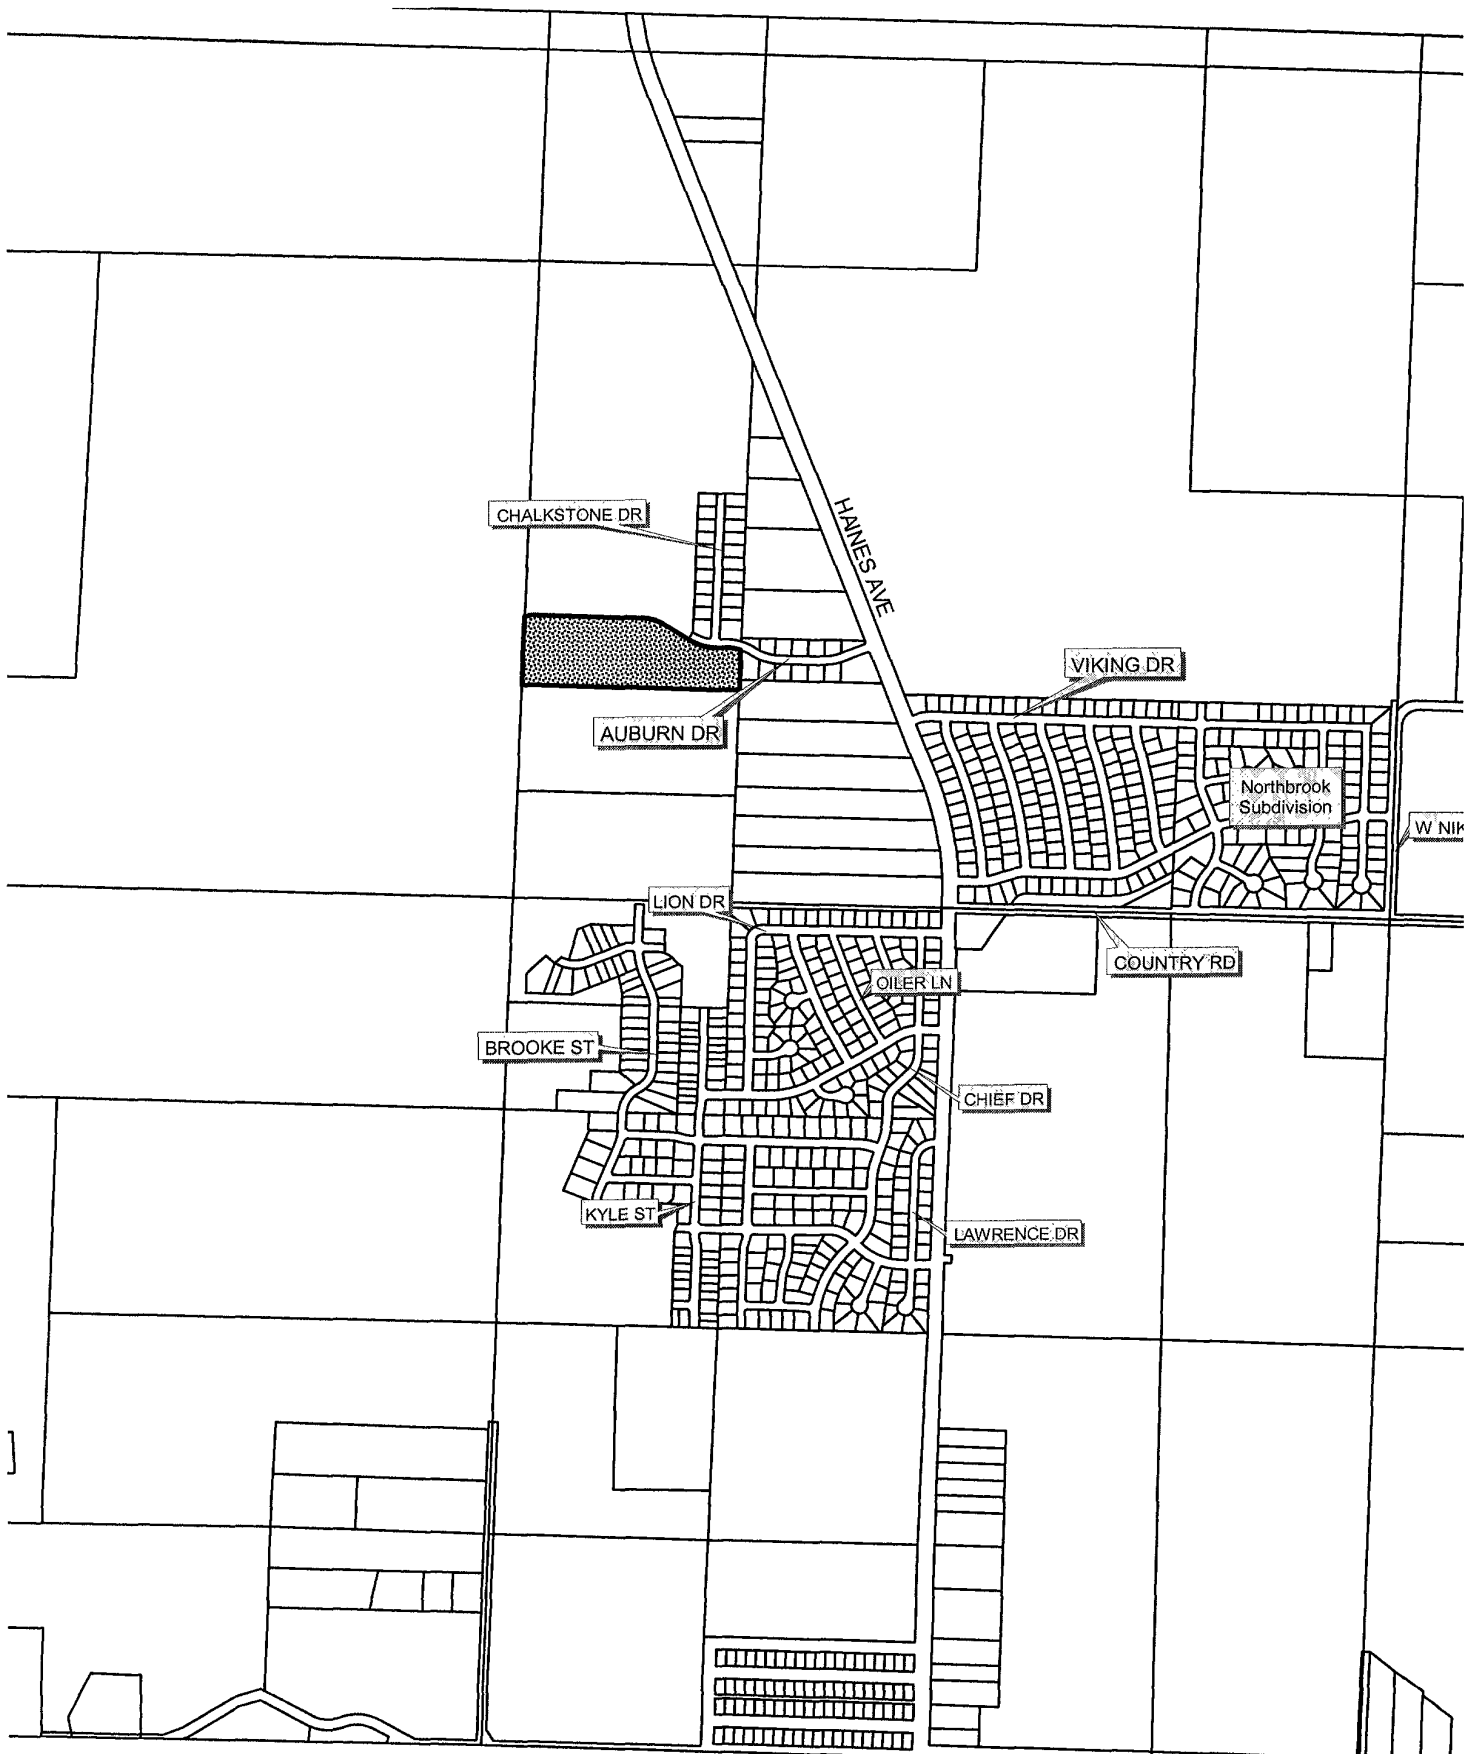 CHALKSTONE DR
HAINES AVE
VIKING DR
AUBURN DR
Northbrook
Subdivision
W NIK
LION DR
COUNTRY RD
OILER LN
BROOKE ST
CHIEF DR
KYLE ST
LAWRENCE DR